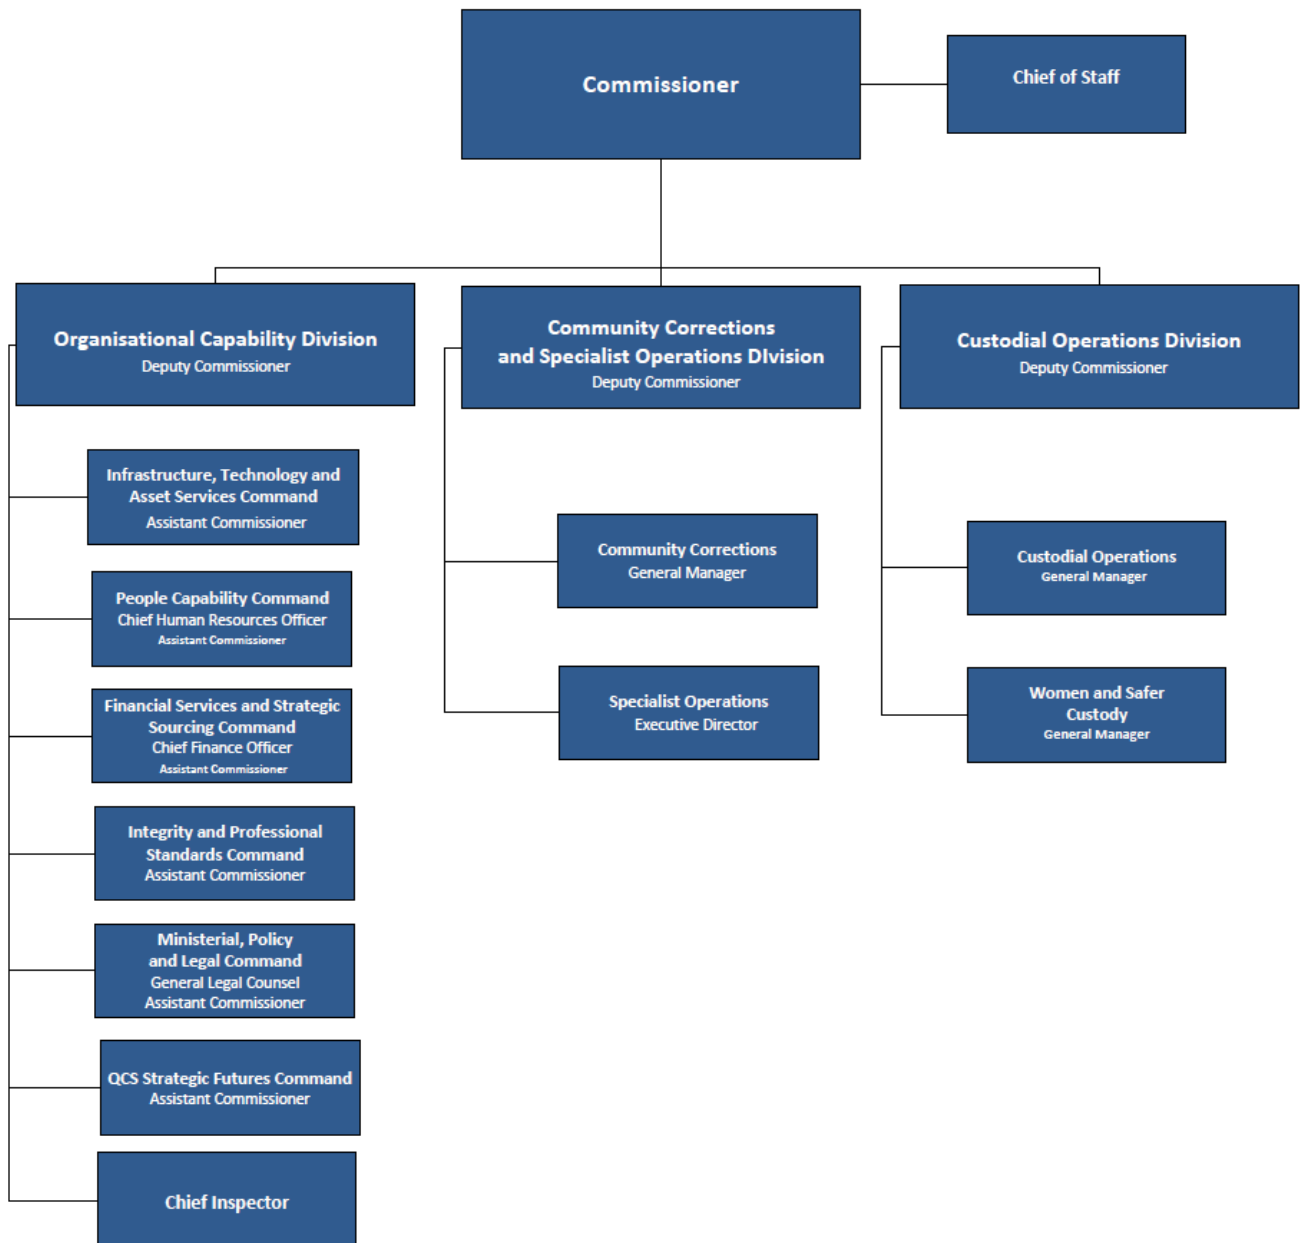 Commissioner
Chief of Staff
Organisational Capability Division
Deputy Commissioner
Infrastructure, Technology and
Asset Services Command
Assistant Commissioner
People Capability Command
Chief Human Resources Officer
Assistant Commissioner
Financial Services and Strategic
Sourcing Command
Chief Finance Officer
Assistant Commissioner
Integrity and Professional
Standards Command
Assistant Commissioner
Ministerial, Policy
and Legal Command
General Legal Counsel
Assistant Commissioner
QCS Strategic Futures Command
Assistant Commissioner
Chief Inspector
Community Corrections
and Specialist Operations DIvision
Deputy Commissioner
Community Corrections
General Manager
Specialist Operations
Executive Director
Custodial Operations Division
Deputy Commissioner
Custodial Operations
General Manager
Women and Safer
Custody
General Manager